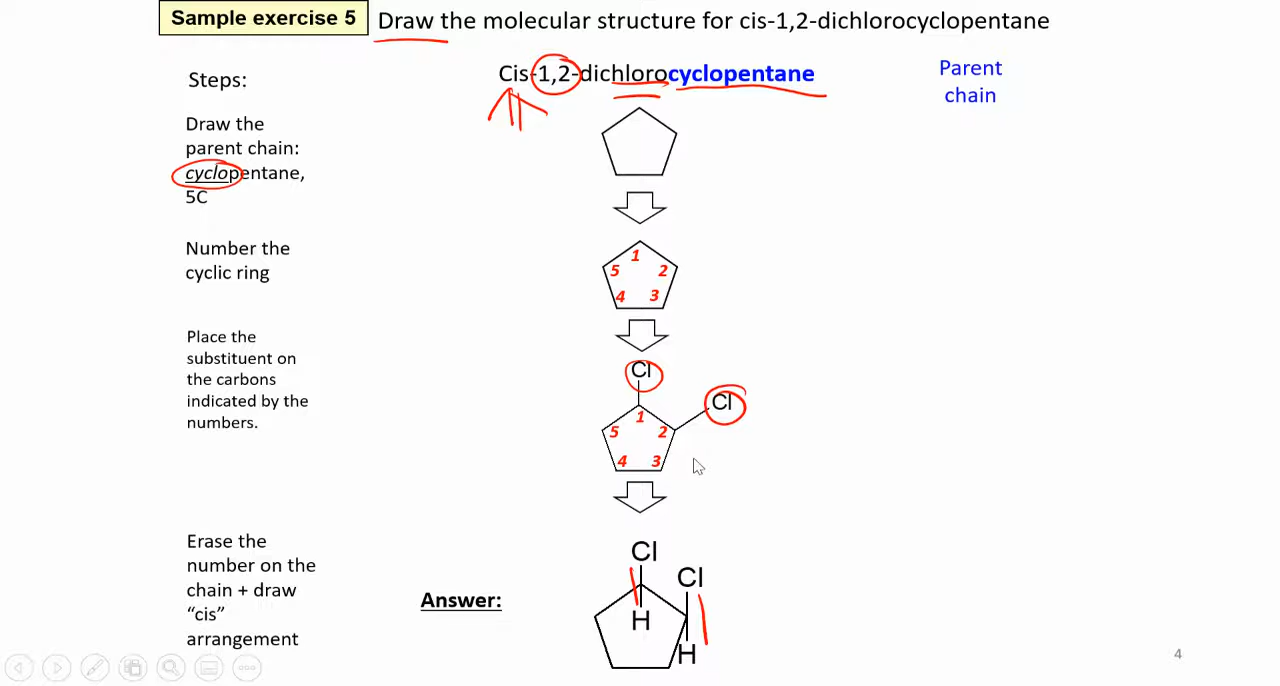 Sample exercise 5
Draw the molecular structure for cis-1,2-dichlorocyclopentane
Cis-1,2-dichlorocyclopentane
Parent
chain
Steps:
Draw the
parent chain:
cyclopentane,
5C
Number the
cyclic ring
1
5 2
4 3
Place the
substituent on
the carbons
indicated by the
numbers.
Cl
Cl
1
5 2
4 3
Erase the
number on the
chain + draw
“cis”
arrangement
Answer:
Cl
Cl
H
H
4